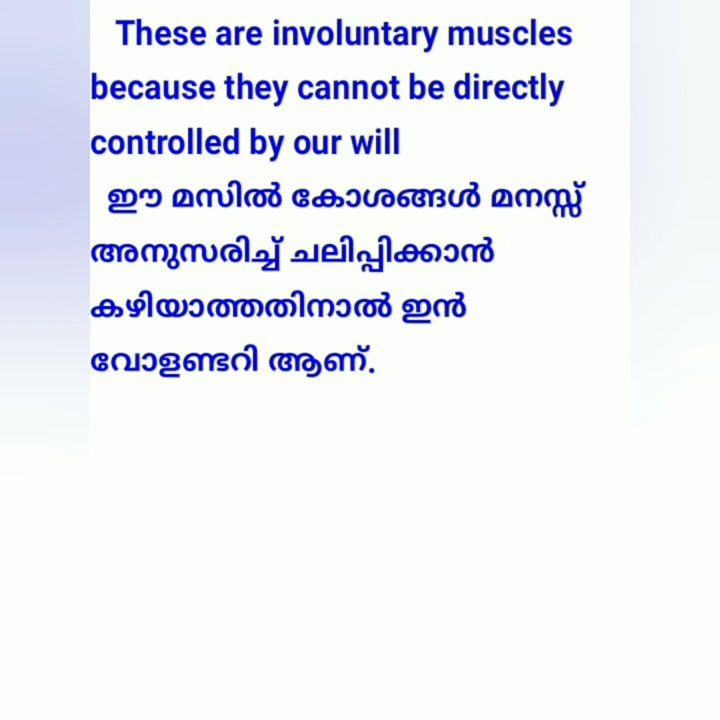 These are involuntary muscles
because they cannot be directly
controlled by our will
ഈ മസിൽ കോശങ്ങൾ മനസ്സ്
അനുസരിച്ച് ചലിപ്പിക്കാൻ
കഴിയാത്തതിനാൽ ഇൻ
വോളണ്ടറി ആണ്.